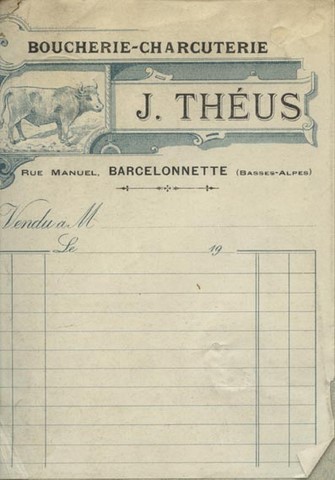 BOUCHERIE-CHARCUTERIE
J. THÉUS
RUE MANUEL, BARCELONNETTE (BASSES-ALPES)
Vendu a M
Le 19